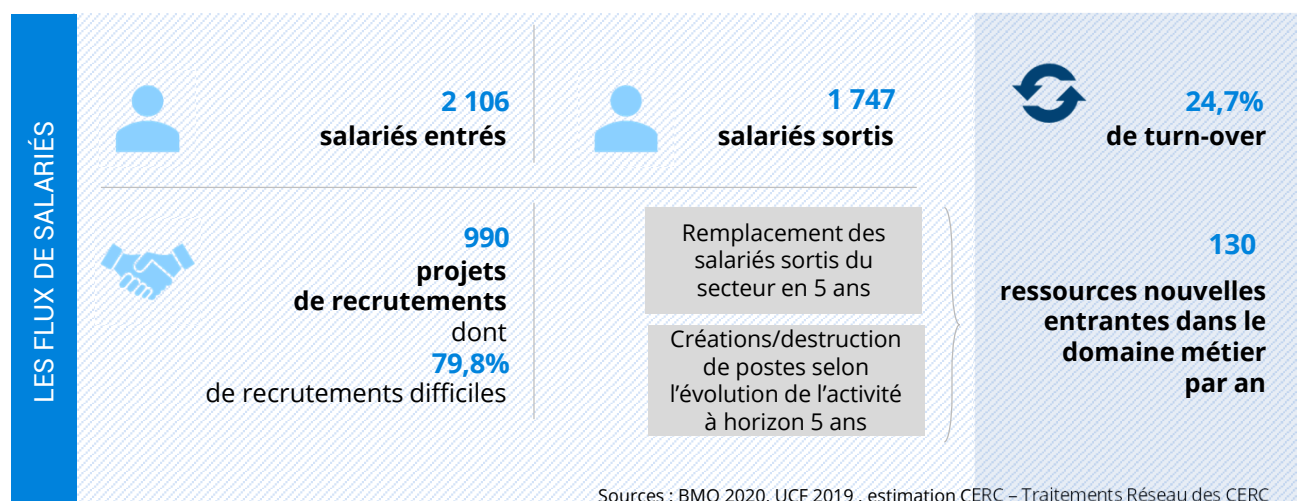 LES FLUX DE SALARIÉS
2 106
salariés entrés
1 747
salariés sortis
24,7%
de turn-over
990
projets
de recrutements
dont
79,8%
de recrutements difficiles
Remplacement des
salariés sortis du
secteur en 5 ans
Créations/destruction
de postes selon
l’évolution de l’activité
à horizon 5 ans
130
ressources nouvelles
entrantes dans le
domaine métier
par an
Sources : BMO 2020, UCF 2019 , estimation CERC – Traitements Réseau des CERC